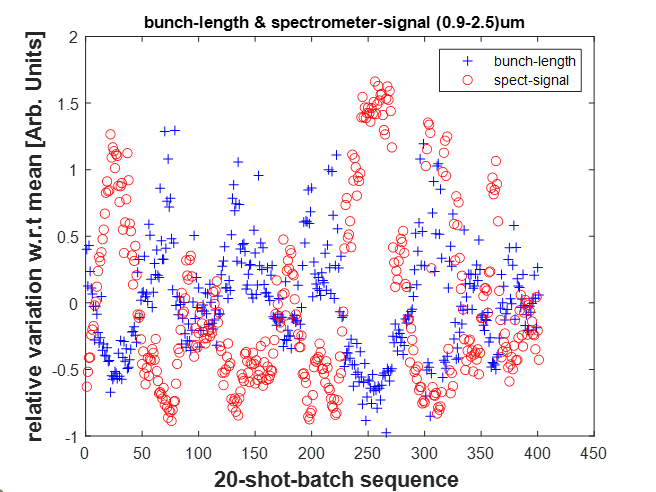 bunch-length & spectrometer-signal (0.9-2.5)um
relative variation w.r.t mean [Arb. Units]
2
1.5
1
0.5
0
-0.5
-1
bunch-length
spect-signal
0 50 100 150 200 250 300 350 400 450
20-shot-batch sequence